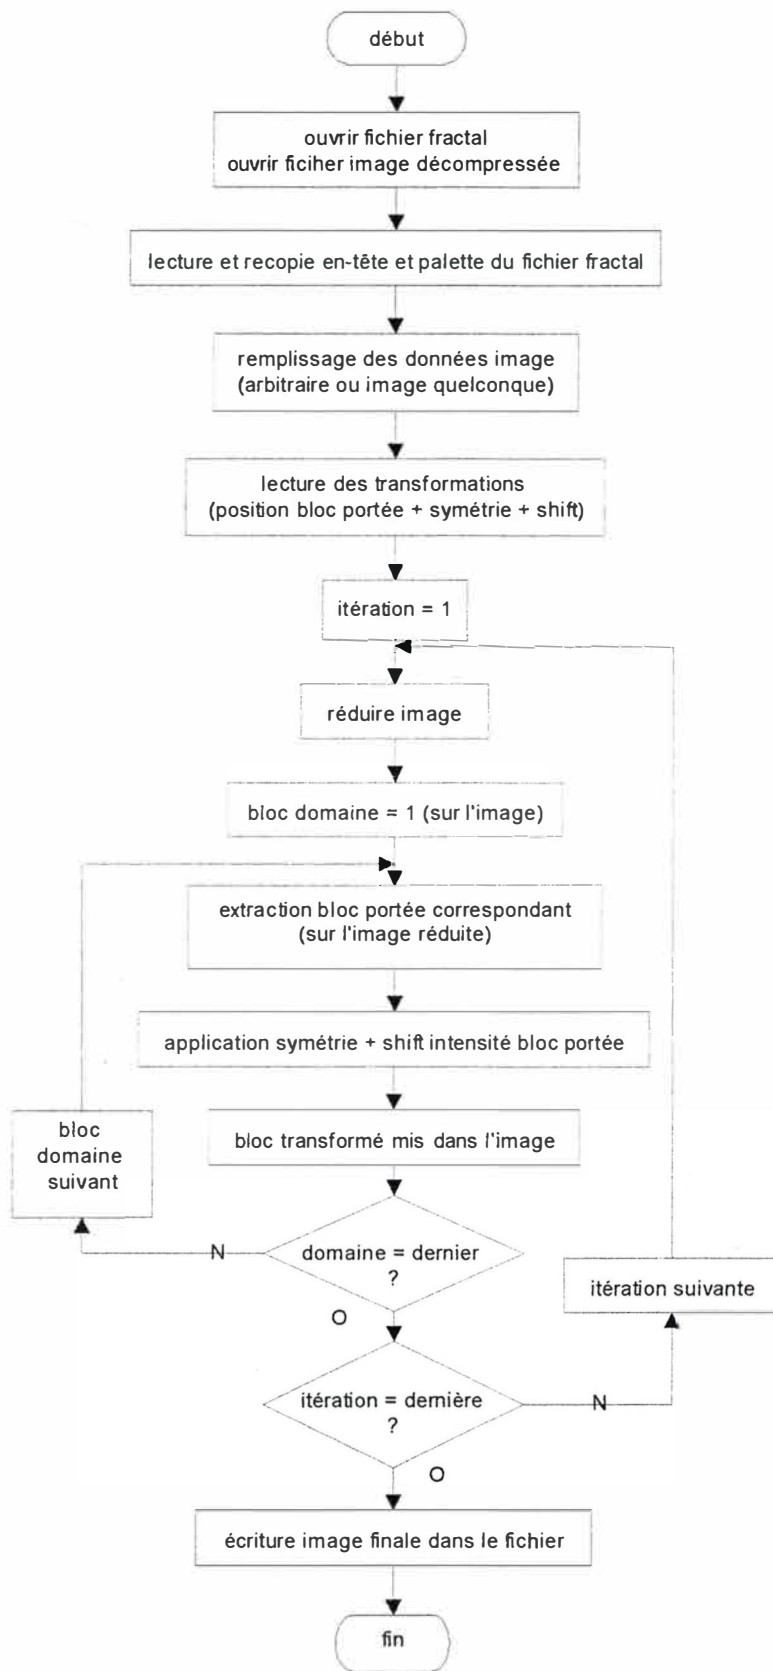 début
ouvrir fichier fractal
ouvrir ficiher image décompressée
lecture et recopie en-tête et palette du fichier fractal
remplissage des données image
(arbitraire ou image quelconque)
lecture des transformations
(position bloc portée + symétrie + shift)
itération = 1
réduire image
bloc domaine = 1 (sur l'image)
extraction bloc portée correspondant
(sur l'image réduite)
application symétrie + shift intensité bloc portée
bloc
domaine
suivant
bloc transformé mis dans l'image
N
domaine = dernier
?
itération suivante
O
itération = dernière
?
N
O
écriture image finale dans le fichier
fin